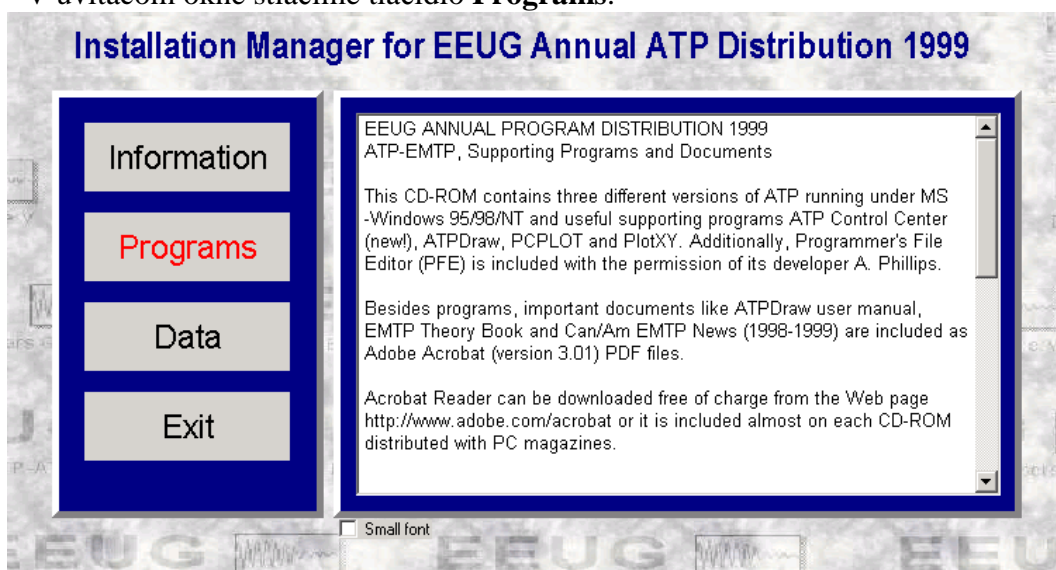 V uvítacom okne stlačíme tlačidlo Programs.
Installation Manager for EEUG Annual ATP Distribution 1999
Information
Programs
Data
Exit
EEUG ANNUAL PROGRAM DISTRIBUTION 1999
ATP-EMTP, Supporting Programs and Documents
This CD-ROM contains three different versions of ATP running under MS
-Windows 95/98/NT and useful supporting programs ATP Control Center
(new!), ATPDraw, PCPLOT and PlotXY. Additionally, Programmer's File
Editor (PFE) is included with the permission of its developer A. Phillips.
Besides programs, important documents like ATPDraw user manual,
EMTP Theory Book and Can/Am EMTP News (1998-1999) are included as
Adobe Acrobat (version 3.01) PDF files.
Acrobat Reader can be downloaded free of charge from the Web page
http://www.adobe.com/acrobat or it is included almost on each CD-ROM
distributed with PC magazines.
Small font
EEUG
EEUG
EEU